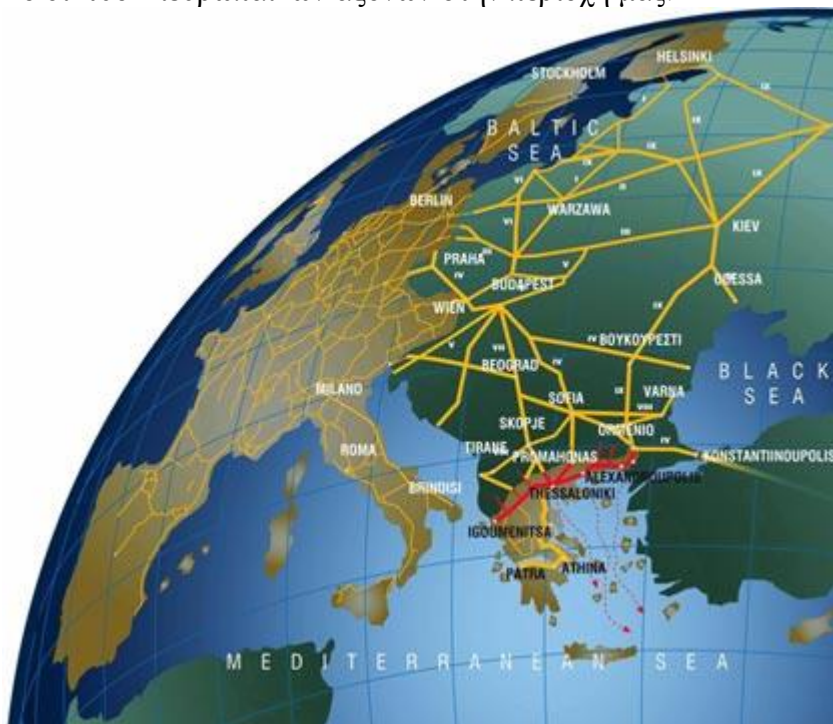 HELSINKI
STOCKHOLM
BALTIC
SEA
BERLIN
WARZAWA
KIEV
PRAHA
BUDAPEST
ODESSA
WIEN
ΒΟΥΚΟΥΡΕΣΤΙ
BEOGRAD
BLACK
SEA
MILANO
SOFIA
VARNA
SKOPJE
ORMENIO
ROMA
TIRANE
PROMAHONAS
KONSTANTIINOUPOLIS
ALEXANDROUPOLIS
BRINDISI
THESSALONIKI
IGOUMENITSA
PATRA
ATHINA
MEDITERRANEAN SEA